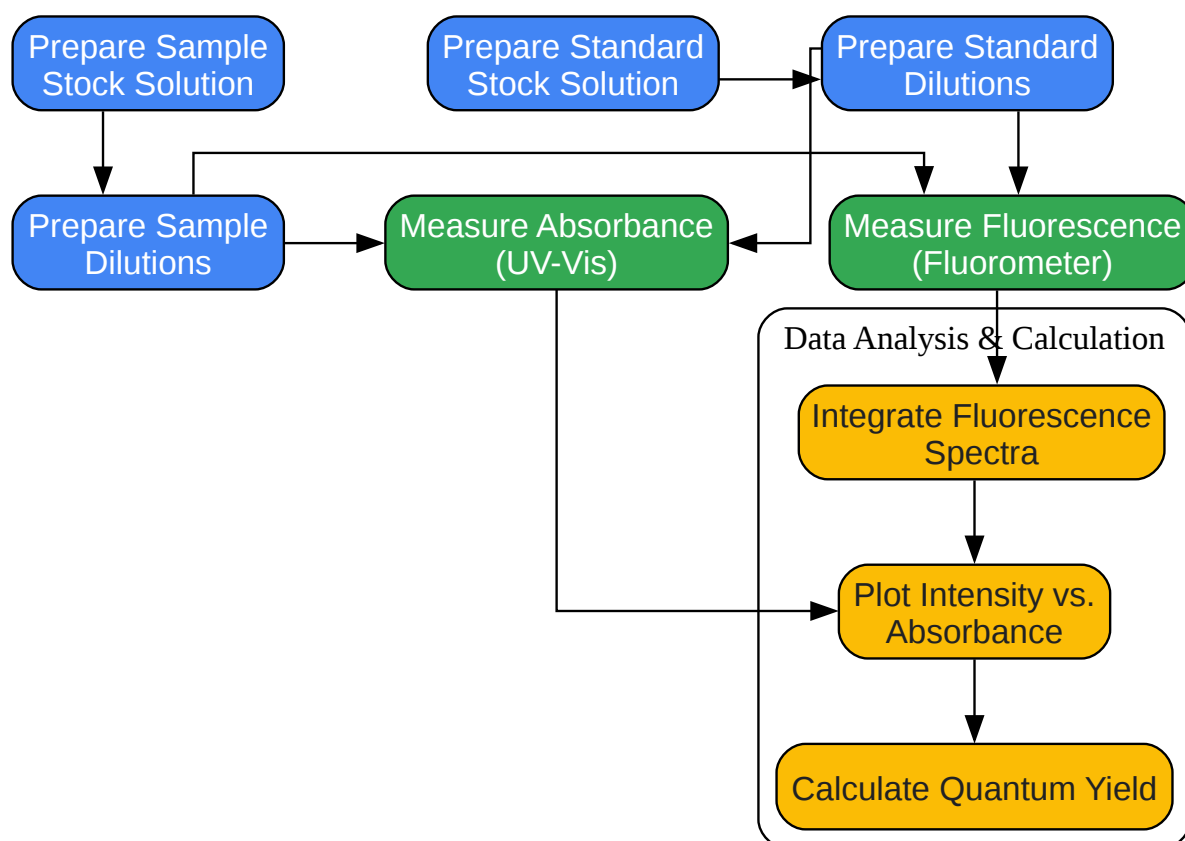 Prepare Sample
Stock Solution
Prepare Standard
Stock Solution
Prepare Standard
Dilutions
Prepare Sample
Dilutions
Measure Absorbance
(UV-Vis)
Measure Fluorescence
(Fluorometer)
Data Analysis & Calculation
Integrate Fluorescence
Spectra
Plot Intensity vs.
Absorbance
Calculate Quantum Yield